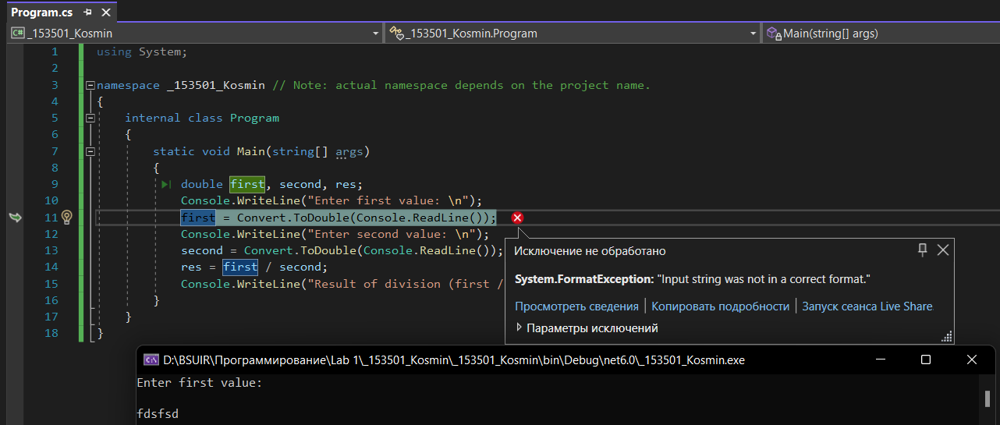 Program.cs
_153501_Kosmin
_153501_Kosmin.Program
Main(string[] args)
1 using System;
2
3 namespace _153501_Kosmin // Note: actual namespace depends on the project name.
4 {
5 internal class Program
6 {
7 static void Main(string[] args)
8 {
9 double first, second, res;
10 Console.WriteLine("Enter first value: \n");
11 first = Convert.ToDouble(Console.ReadLine());
12 Console.WriteLine("Enter second value: \n");
13 second = Convert.ToDouble(Console.ReadLine());
14 res = first / second;
15 Console.WriteLine("Result of division (first /
16 }
17 }
18 }
Исключение не обработано
System.FormatException: "Input string was not in a correct format."
Просмотреть сведения | Копировать подробности | Запуск сеанса Live Share
Параметры исключений
D:\BSUIR\Программирование\Lab 1\_153501_Kosmin\_153501_Kosmin\bin\Debug\net6.0\_153501_Kosmin.exe
Enter first value:
fdsfsd